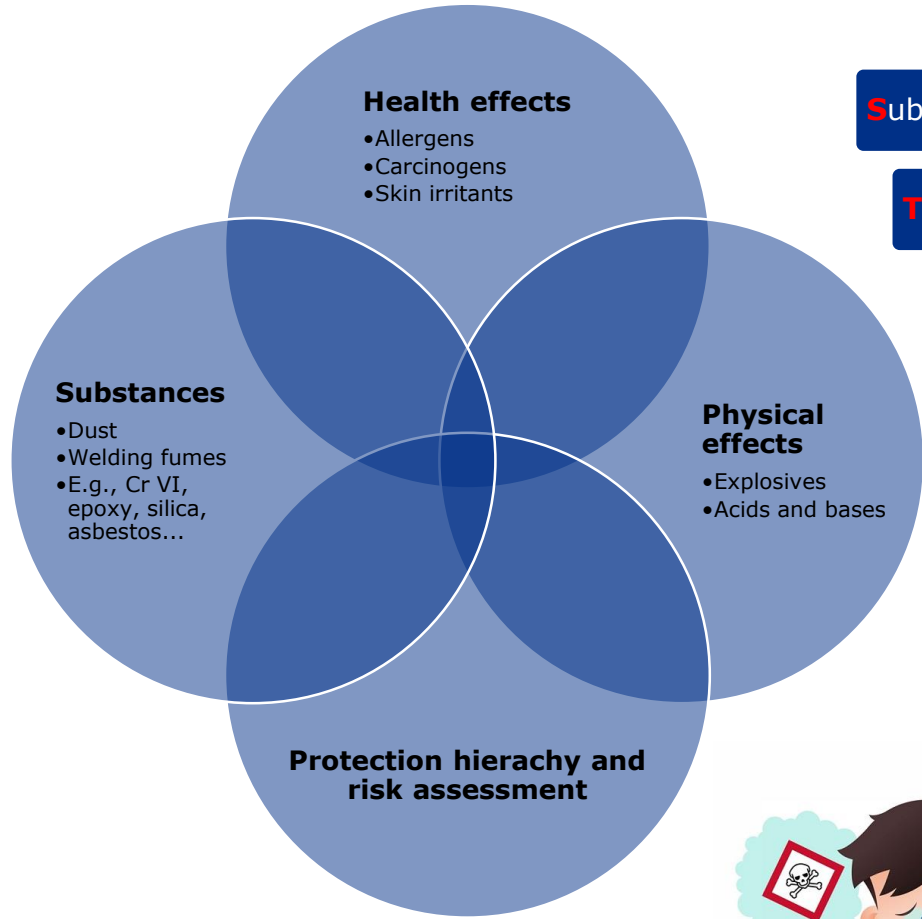 Health effects
•Allergens
•Carcinogens
•Skin irritants
Sub
T
Substances
•Dust
•Welding fumes
•E.g., Cr VI,
epoxy, silica,
asbestos...
Physical
effects
•Explosives
•Acids and bases
Protection hierachy and
risk assessment